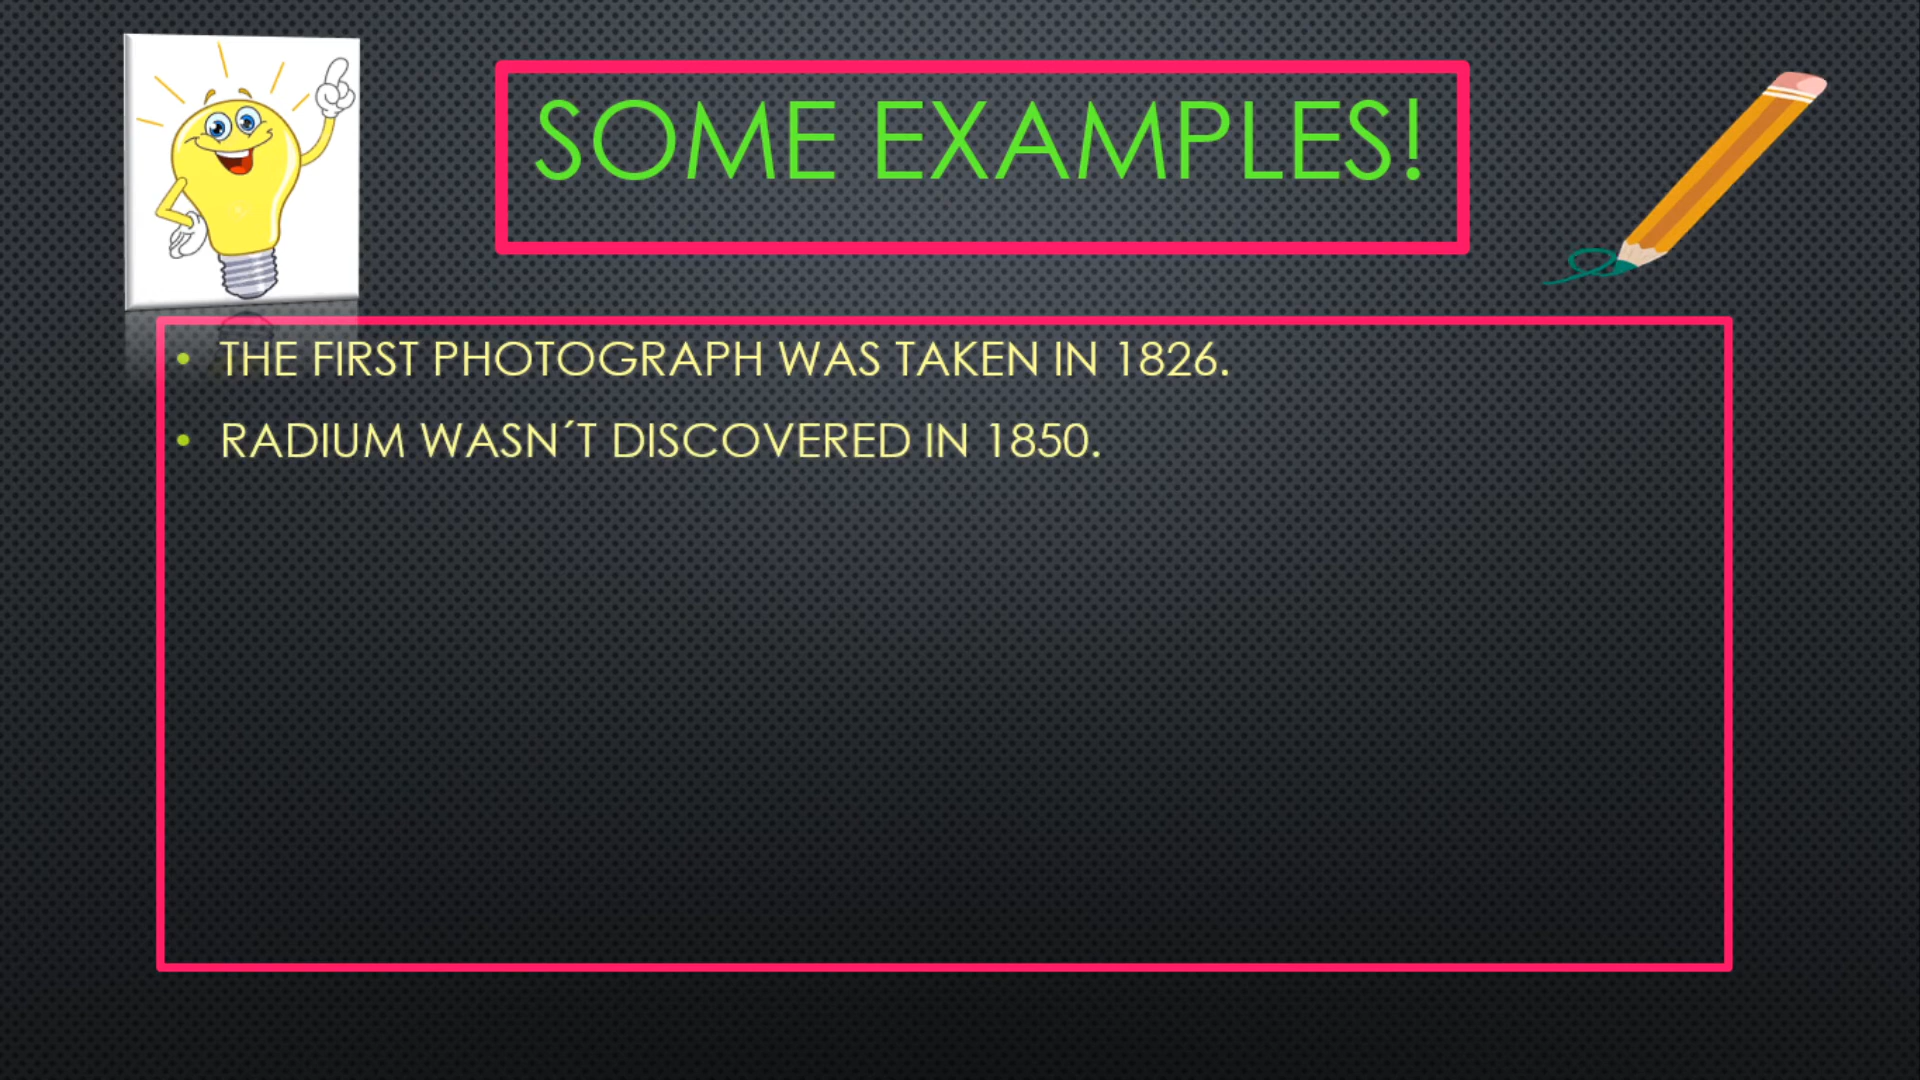 SOME EXAMPLES!
• THE FIRST PHOTOGRAPH WAS TAKEN IN 1826.
• RADIUM WASN´T DISCOVERED IN 1850.